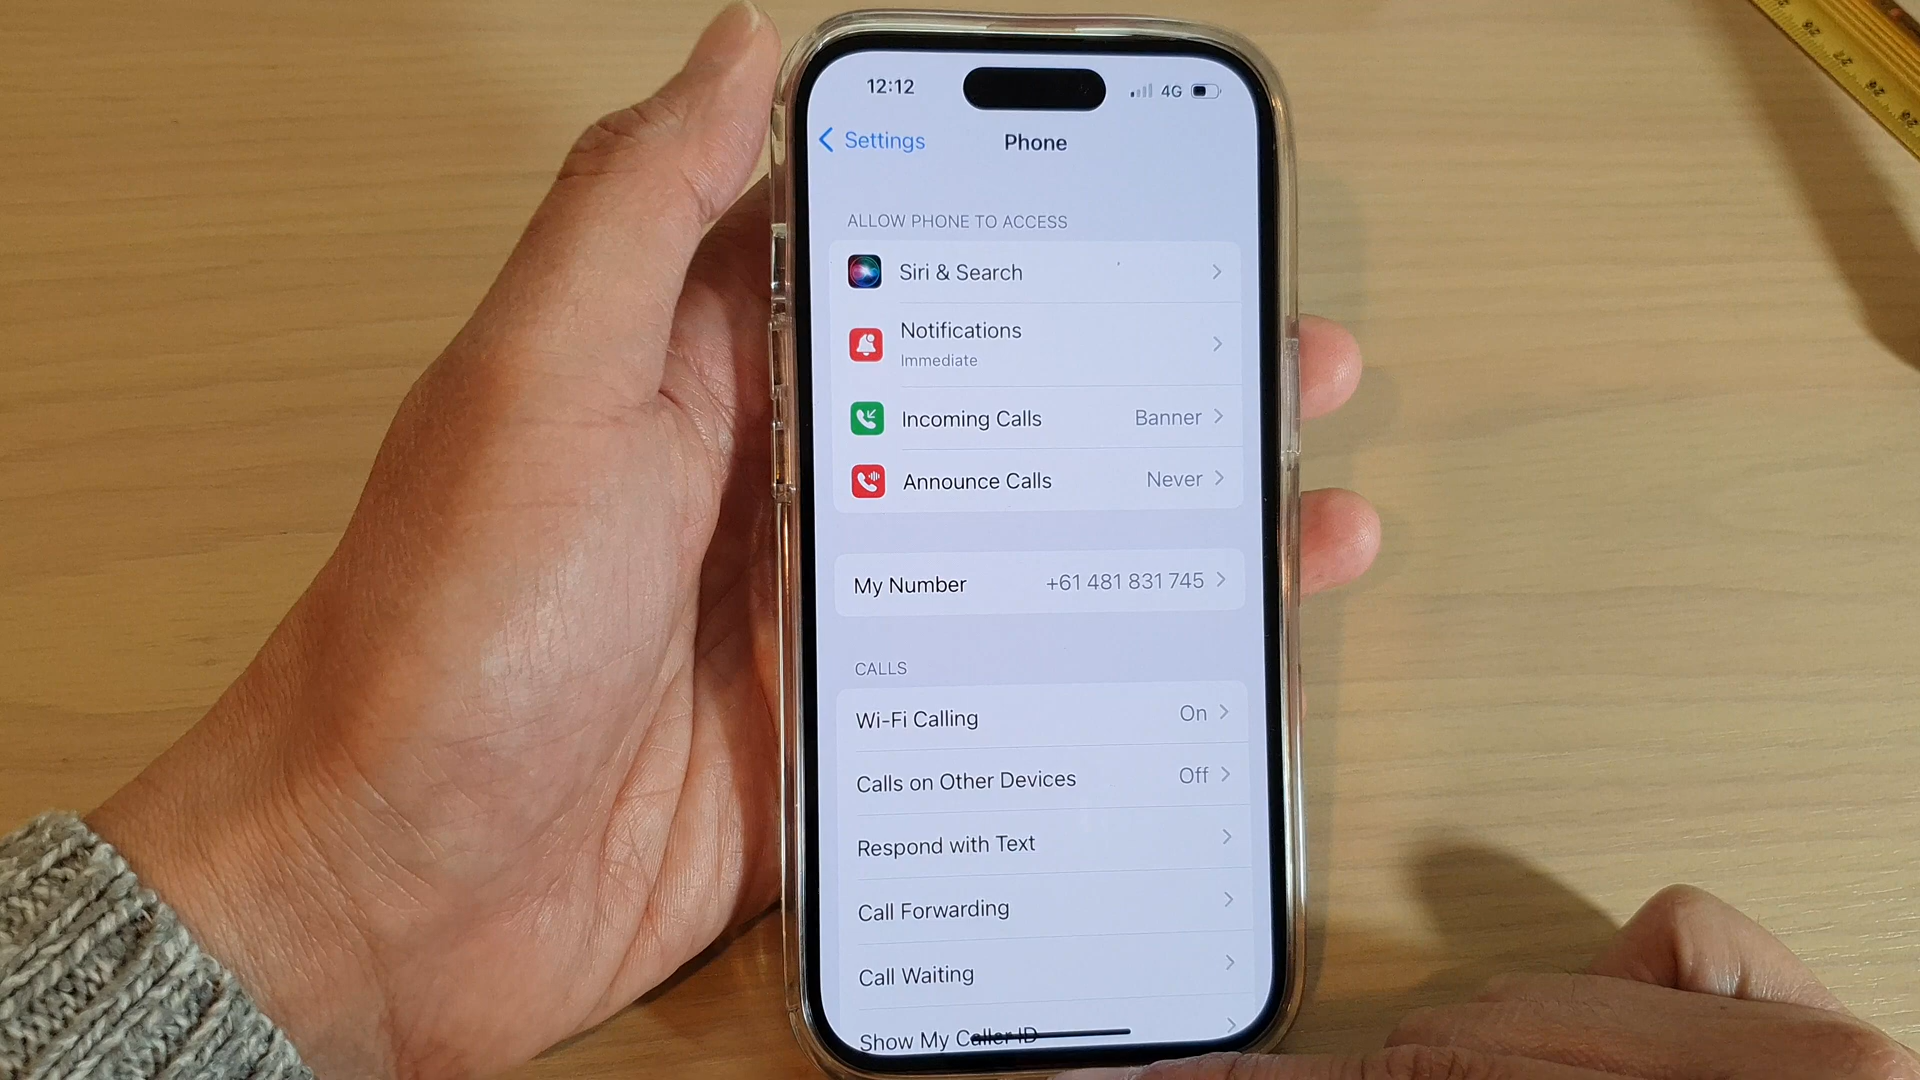 12:12 4G
Settings Phone
ALLOW PHONE TO ACCESS
Siri & Search
Notifications
Immediate
Incoming Calls Banner
Announce Calls Never
My Number +61 481 831 745
CALLS
Wi-Fi Calling On
Calls on Other Devices Off
Respond with Text
Call Forwarding
Call Waiting
Show My Caller ID